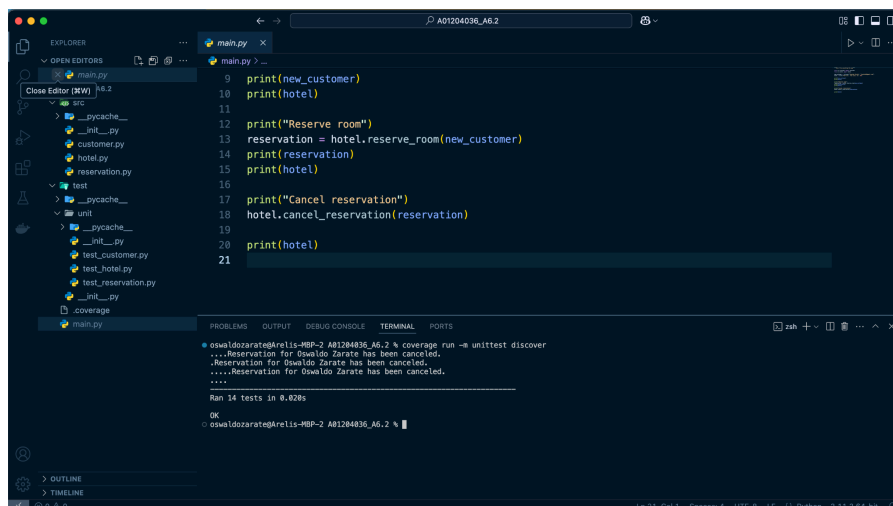 A01204036_A6.2
EXPLORER
main.py
OPEN EDITORS
main.py > ...
main.py
Close Editor (⌘W)
A6.2
src
__pycache__
__init__.py
customer.py
hotel.py
reservation.py
test
__pycache__
unit
__pycache__
__init__.py
test_customer.py
test_hotel.py
test_reservation.py
__init__.py
.coverage
main.py
OUTLINE
TIMELINE
9 print(new_customer)
10 print(hotel)
11
12 print("Reserve room")
13 reservation = hotel.reserve_room(new_customer)
14 print(reservation)
15 print(hotel)
16
17 print("Cancel reservation")
18 hotel.cancel_reservation(reservation)
19
20 print(hotel)
21
PROBLEMS OUTPUT DEBUG CONSOLE TERMINAL PORTS
zsh
oswaldozarate@Arelis-MBP-2 A01204036_A6.2 % coverage run -m unittest discover
....Reservation for Oswaldo Zarate has been canceled.
.Reservation for Oswaldo Zarate has been canceled.
.....Reservation for Oswaldo Zarate has been canceled.
....
----------------------------------------------------------------------
Ran 14 tests in 0.020s
OK
oswaldozarate@Arelis-MBP-2 A01204036_A6.2 %